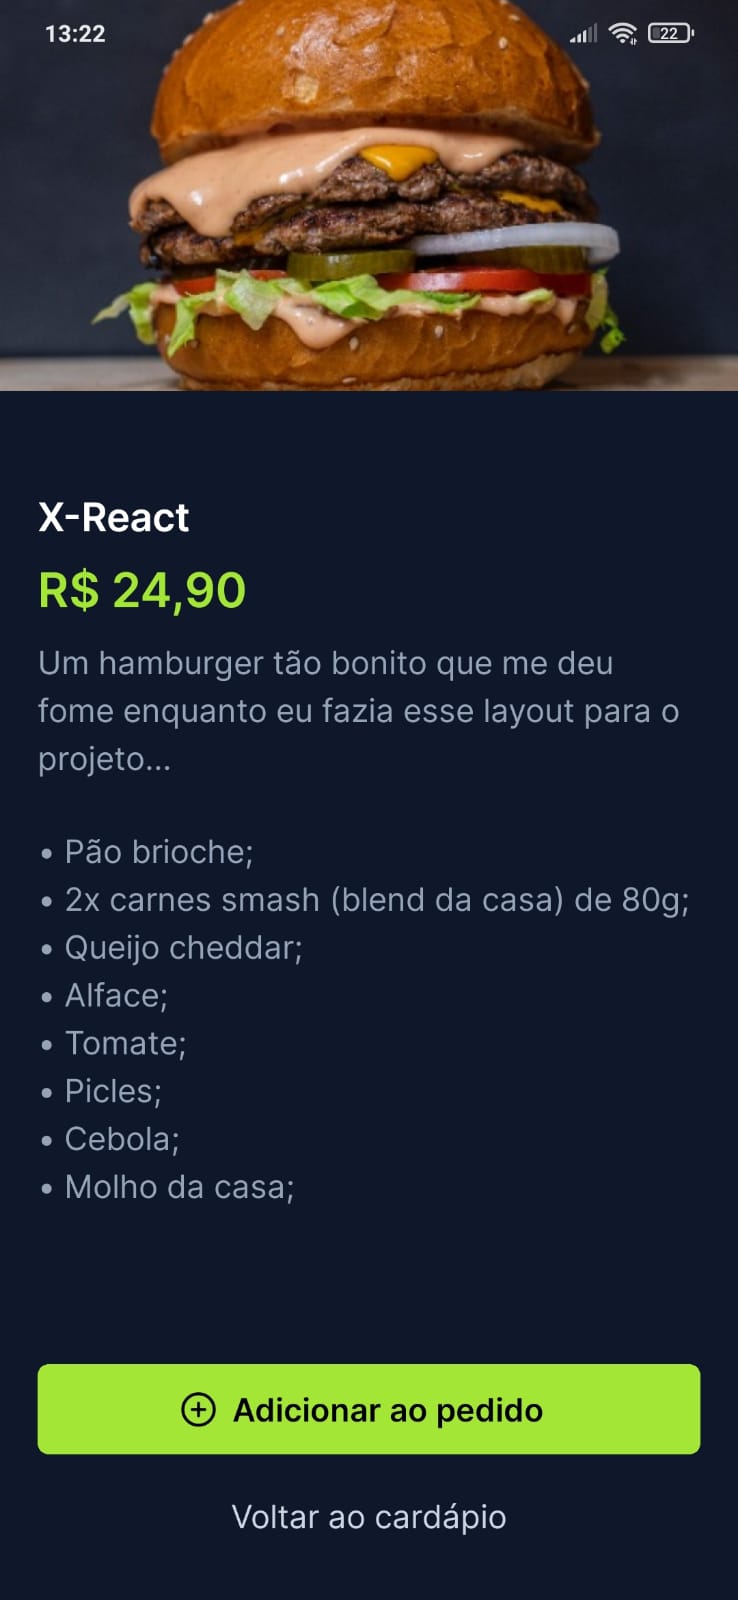 13:22
22
X-React
R$ 24,90
Um hamburger tão bonito que me deu
fome enquanto eu fazia esse layout para o
projeto...
• Pão brioche;
• 2x carnes smash (blend da casa) de 80g;
• Queijo cheddar;
• Alface;
• Tomate;
• Picles;
• Cebola;
• Molho da casa;
Adicionar ao pedido
Voltar ao cardápio